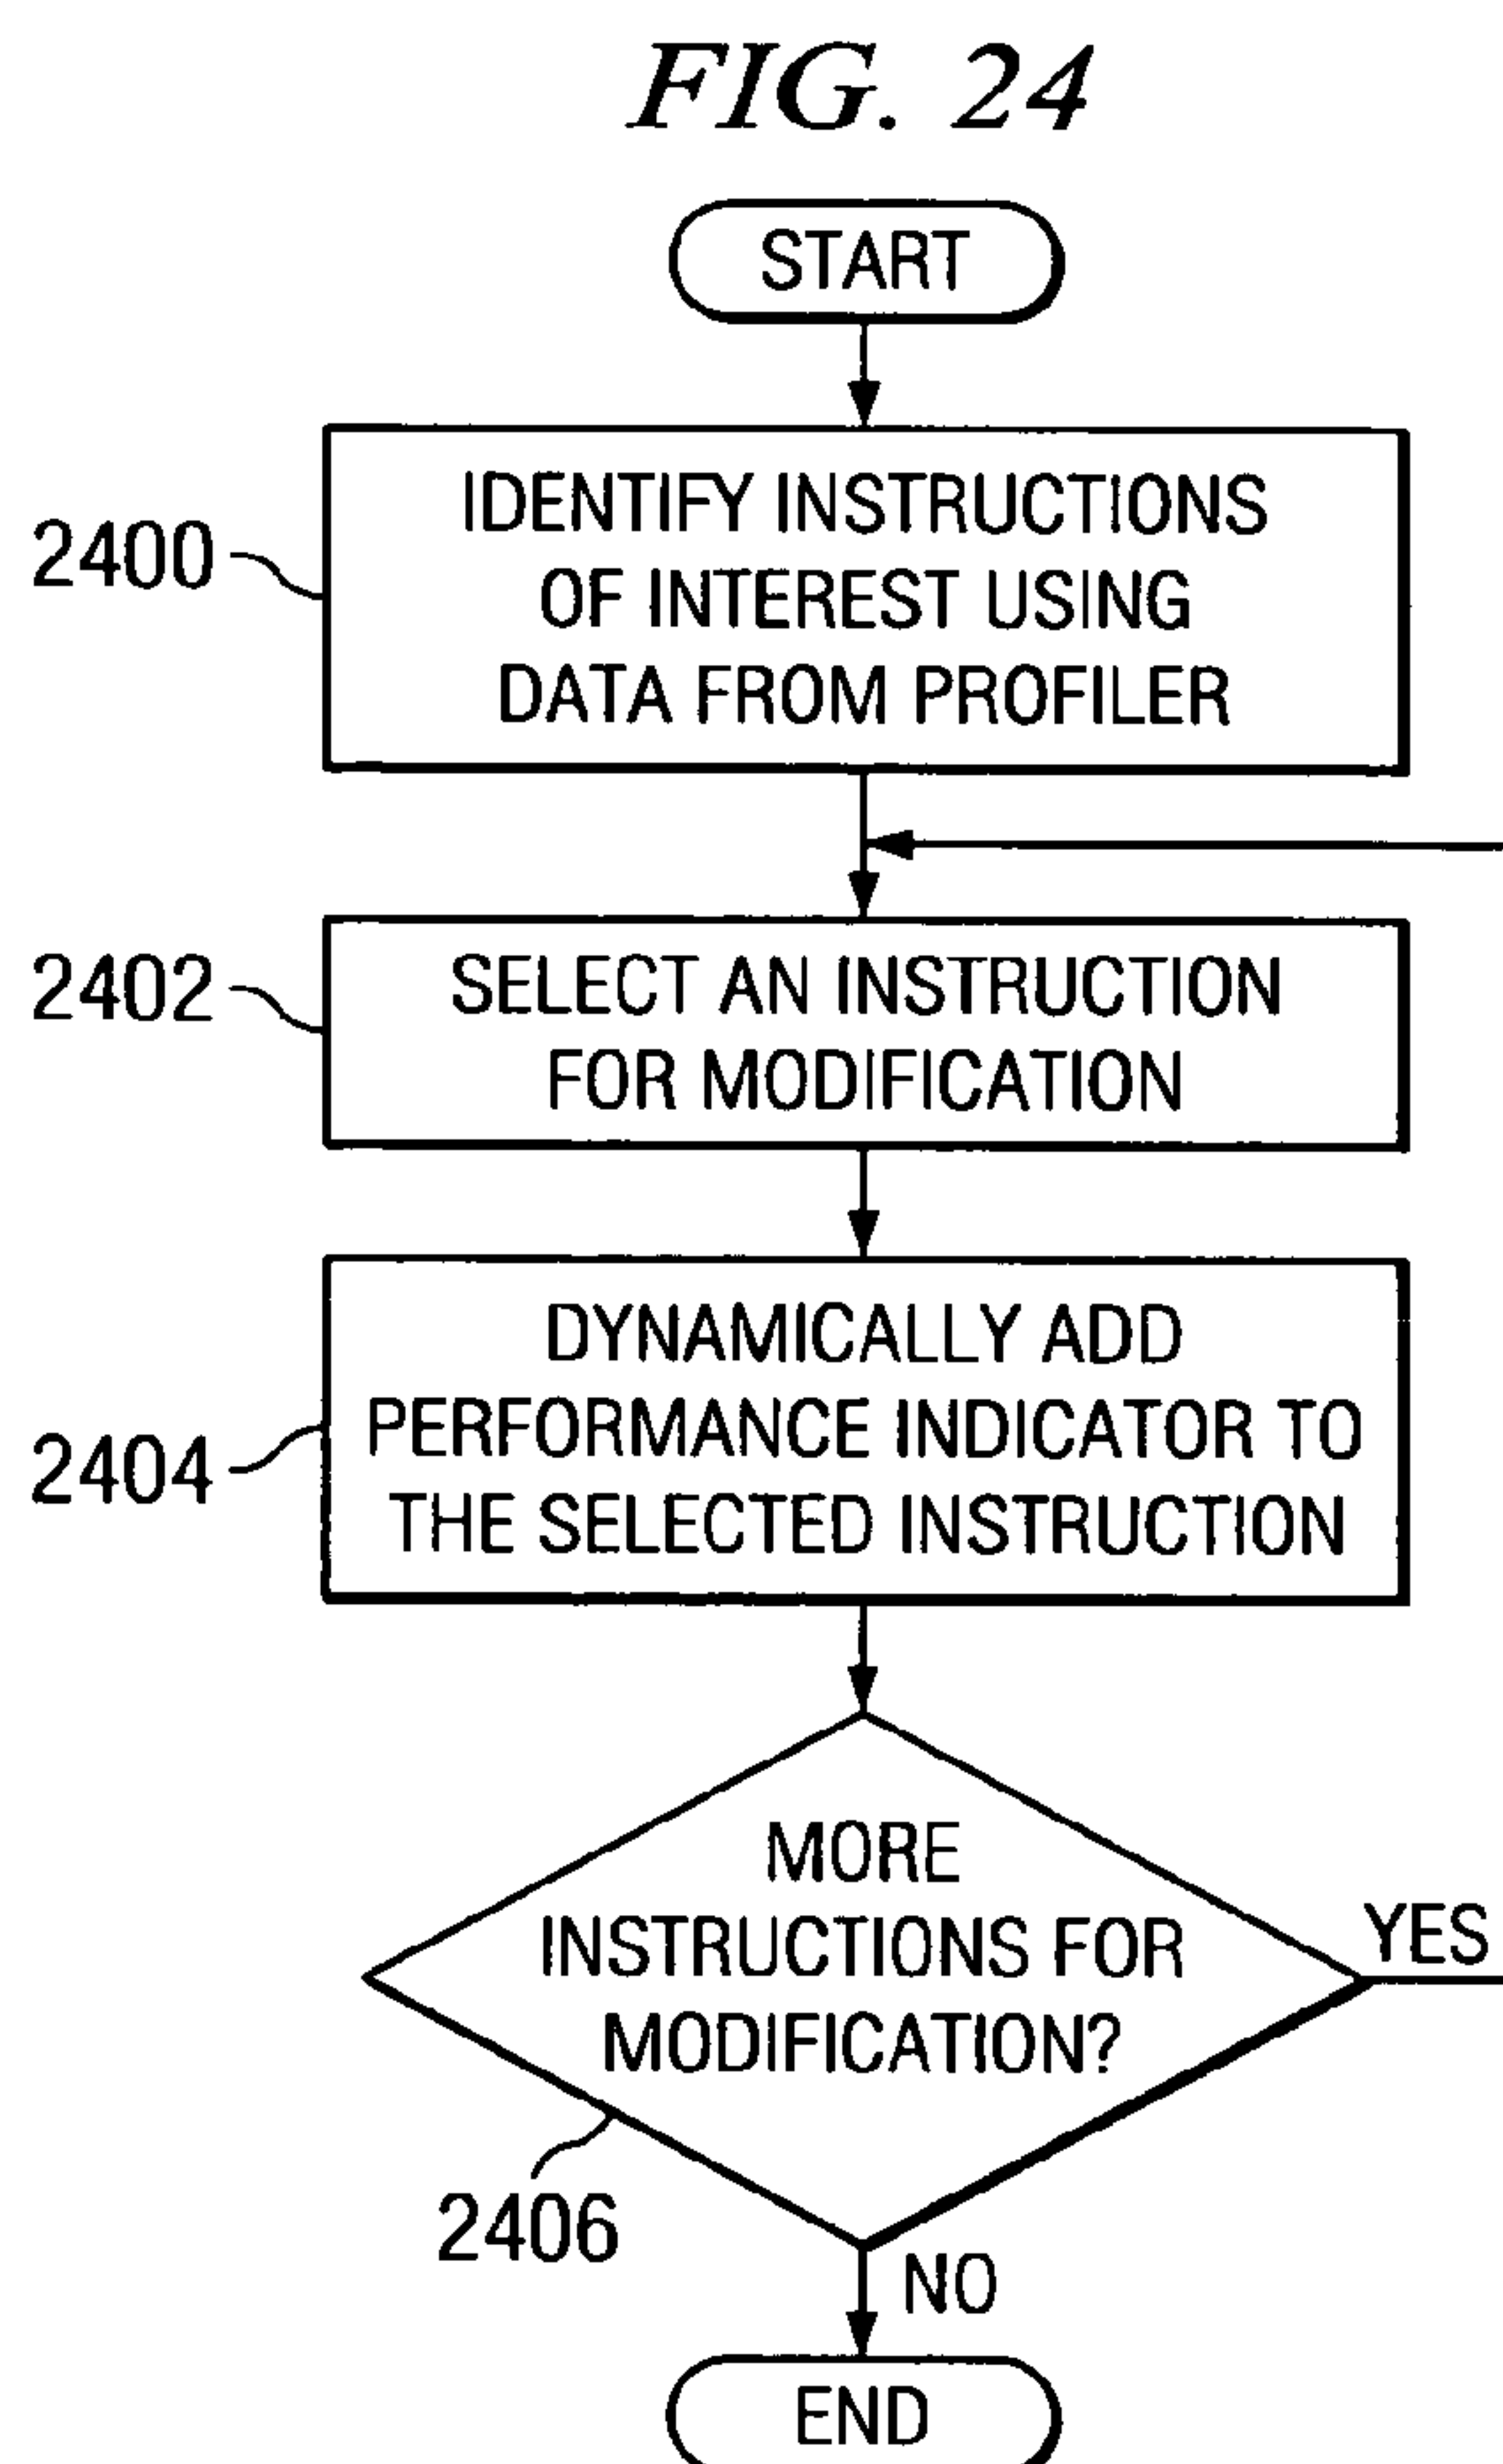 FIG. 24
START
2400
IDENTIFY INSTRUCTIONS
OF INTEREST USING
DATA FROM PROFILER
2402
SELECT AN INSTRUCTION
FOR MODIFICATION
2404
DYNAMICALLY ADD
PERFORMANCE INDICATOR TO
THE SELECTED INSTRUCTION
MORE
INSTRUCTIONS FOR
MODIFICATION?
YES
2406
NO
END